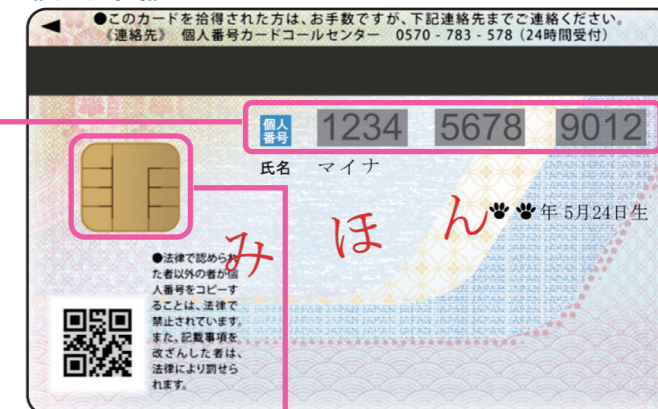 ●このカードを拾得された方は、お手数ですが、下記連絡先までご連絡ください。
《連絡先》 個人番号カードコールセンター 0570 - 783 - 578（24時間受付）
個人番号 1234 5678 9012
氏名 マイナ
年 5月24日生
みほん
●法律で認められ
た者以外の者が個
人番号をコピーす
ることは、法律で
禁止されています。
また、記載事項を
改ざんした者は、
法律により罰せら
れます。